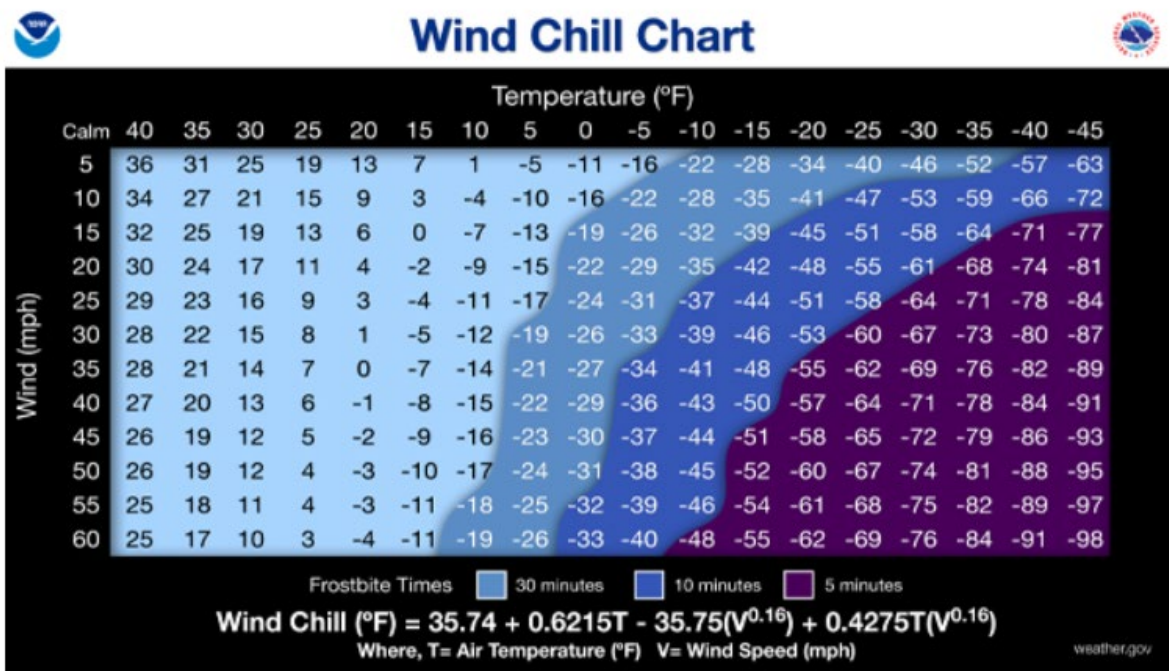 Wind Chill Chart
Temperature (ºF)
Calm 40 35 30 25 20 15 10 5 0 -5 -10 -15 -20 -25 -30 -35 -40 -45
5 36 31 25 19 13 7 1 -5 -11 -16 -22 -28 -34 -40 -46 -52 -57 -63
10 34 27 21 15 9 3 -4 -10 -16 -22 -28 -35 -41 -47 -53 -59 -66 -72
15 32 25 19 13 6 0 -7 -13 -19 -26 -32 -39 -45 -51 -58 -64 -71 -77
20 30 24 17 11 4 -2 -9 -15 -22 -29 -35 -42 -48 -55 -61 -68 -74 -81
25 29 23 16 9 3 -4 -11 -17 -24 -31 -37 -44 -51 -58 -64 -71 -78 -84
30 28 22 15 8 1 -5 -12 -19 -26 -33 -39 -46 -53 -60 -67 -73 -80 -87
35 28 21 14 7 0 -7 -14 -21 -27 -34 -41 -48 -55 -62 -69 -76 -82 -89
40 27 20 13 6 -1 -8 -15 -22 -29 -36 -43 -50 -57 -64 -71 -78 -84 -91
45 26 19 12 5 -2 -9 -16 -23 -30 -37 -44 -51 -58 -65 -72 -79 -86 -93
50 26 19 12 4 -3 -10 -17 -24 -31 -38 -45 -52 -60 -67 -74 -81 -88 -95
55 25 18 11 4 -3 -11 -18 -25 -32 -39 -46 -54 -61 -68 -75 -82 -89 -97
60 25 17 10 3 -4 -11 -19 -26 -33 -40 -48 -55 -62 -69 -76 -84 -91 -98
Wind (mph)
Frostbite Times 30 minutes 10 minutes 5 minutes
Wind Chill (ºF) = 35.74 + 0.6215T - 35.75(V^0.16) + 0.4275T(V^0.16)
Where, T= Air Temperature (ºF) V= Wind Speed (mph)
weather.gov